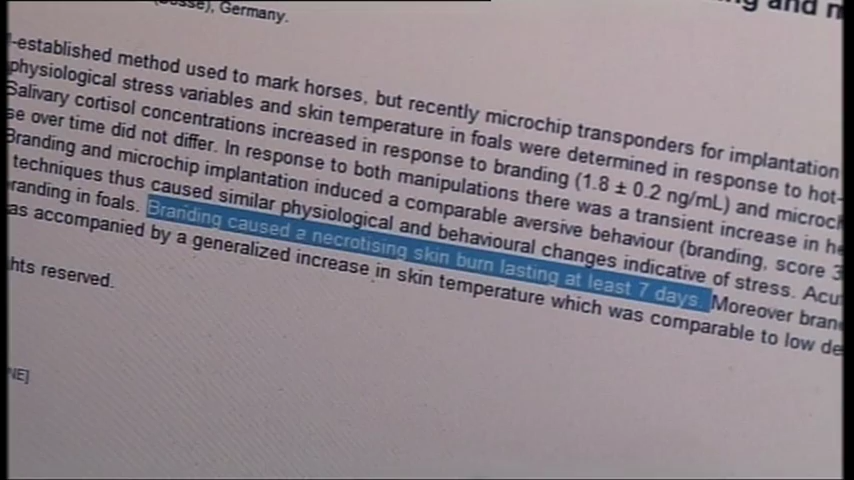 and
Germany.
-established method used to mark horses, but recently microchip transponders for implantation
physiological stress variables and skin temperature in foals were determined in response to hot-
Salivary cortisol concentrations increased in response to branding (1.8 ± 0.2 ng/mL) and microch
se over time did not differ. In response to both manipulations there was a transient increase in he
Branding and microchip implantation induced a comparable aversive behaviour (branding, score 3
techniques thus caused similar physiological and behavioural changes indicative of stress. Acu
branding in foals. Branding caused a necrotising skin burn lasting at least 7 days. Moreover bran
as accompanied by a generalized increase in skin temperature which was comparable to low de
hts reserved.
NE]